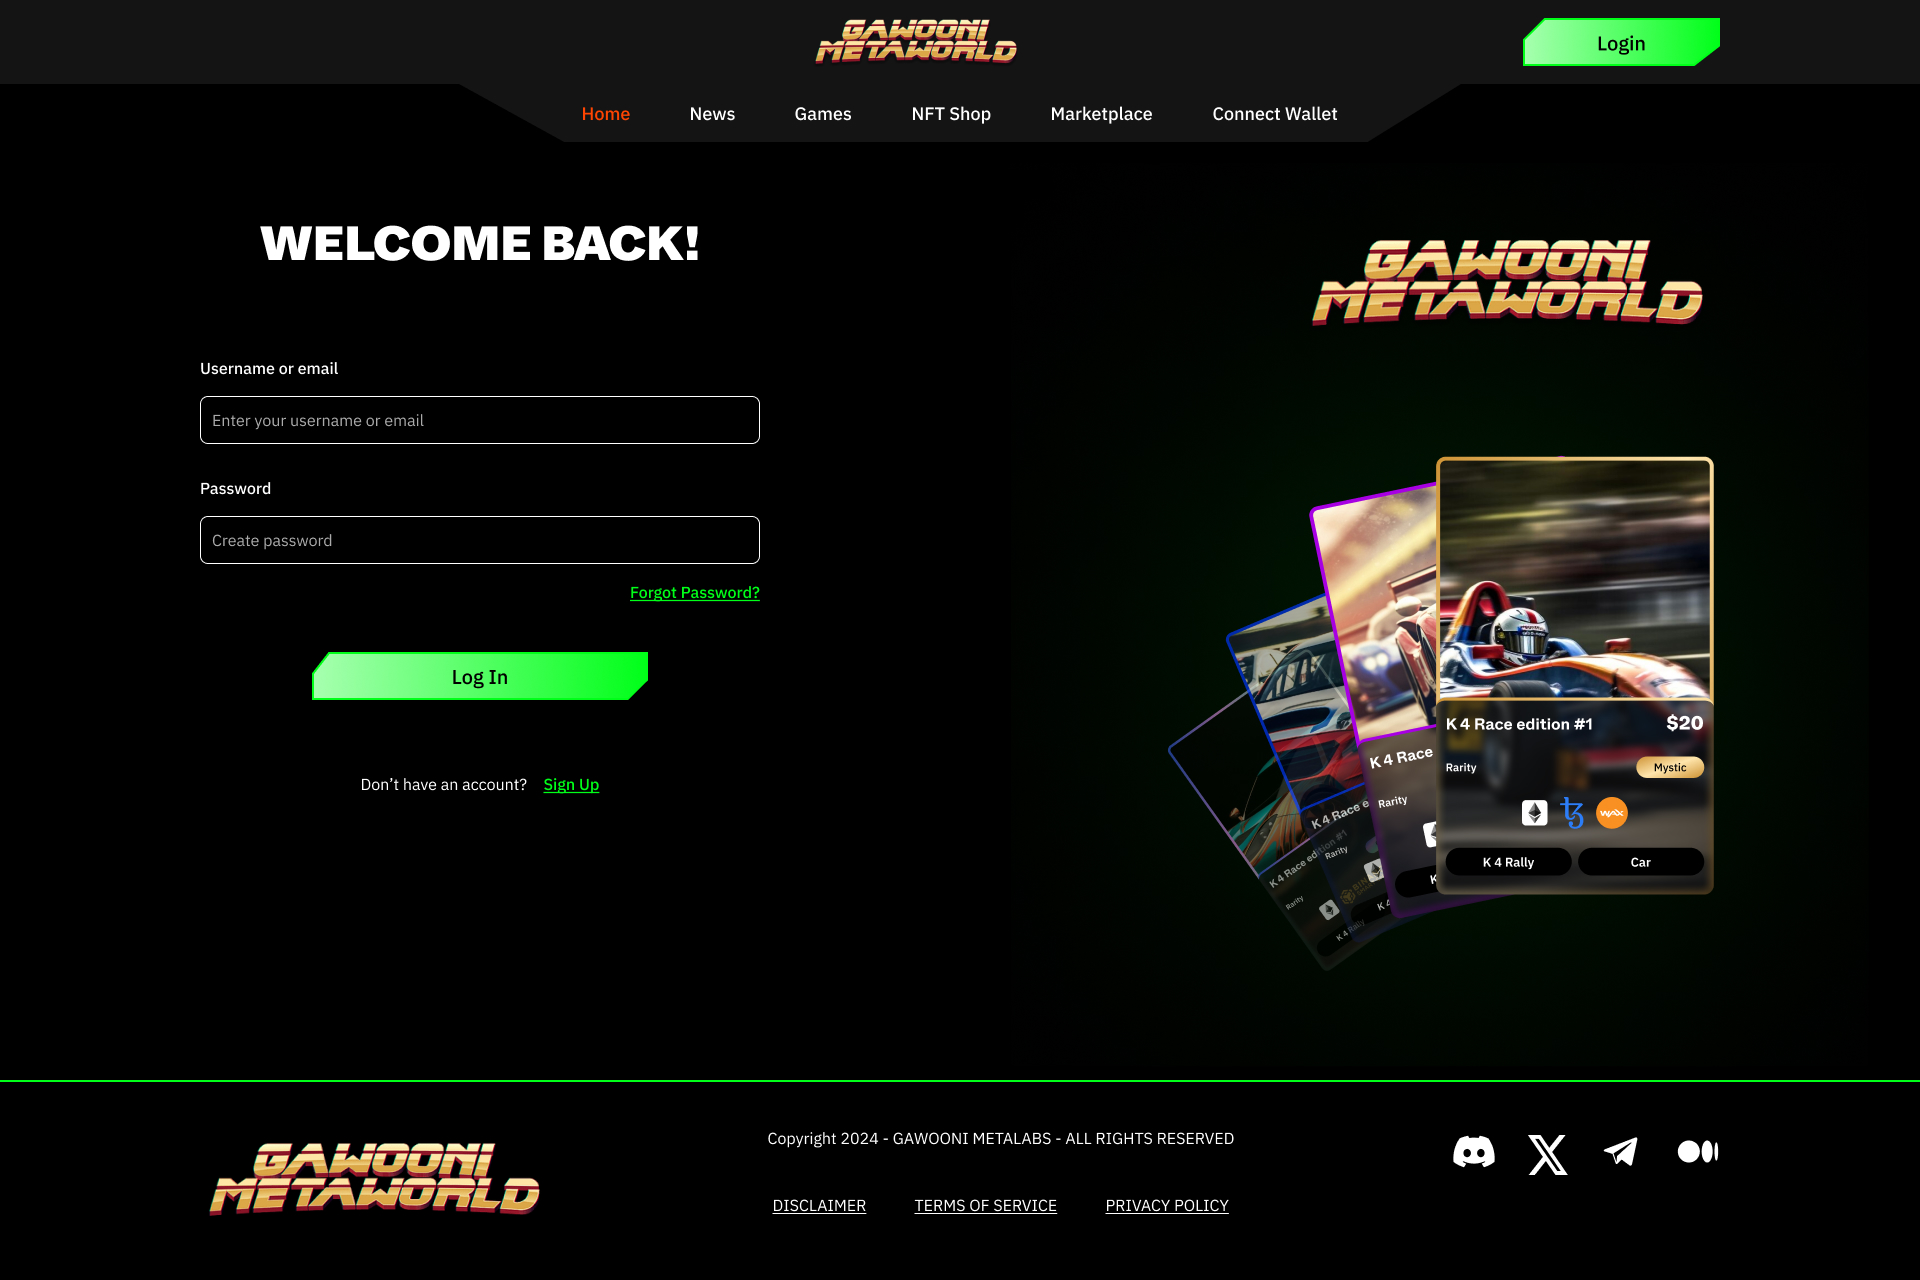 GAWOONI
METAWORLD
Login
Home News Games NFT Shop Marketplace Connect Wallet
WELCOME BACK!
Username or email
Enter your username or email
Password
Create password
Forgot Password?
Log In
Don’t have an account? Sign Up
GAWOONI
METAWORLD
K 4 Race edition #1 $20
Rarity Mystic
WAX
K 4 Rally Car
K 4 Race
Rarity
K
K 4 Race e
Rarity
K 4
K 4 Race edition #1
Rarity
K 4 Rally
GAWOONI
METAWORLD
Copyright 2024 - GAWOONI METALABS - ALL RIGHTS RESERVED
DISCLAIMER TERMS OF SERVICE PRIVACY POLICY